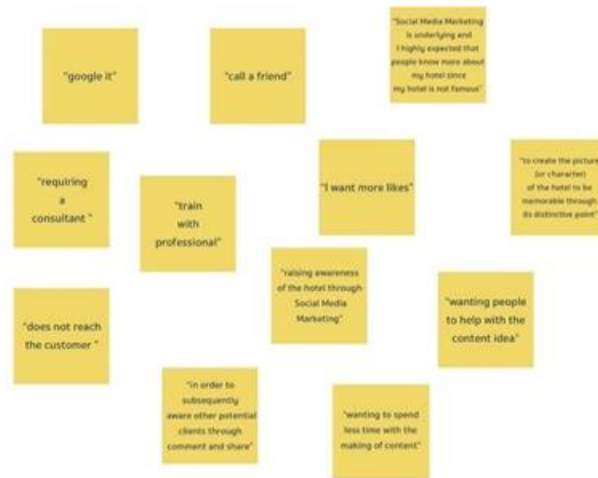 "google it"
"call a friend"
"Social Media Marketing
is underlying and
I highly expected that
people know more about
my hotel since
my hotel is not famous"
"requiring
a
consultant "
"train
with
professional"
"I want more likes"
"to create the picture
(or character)
of the hotel to be
memorable through
its distinctive point"
"raising awareness
of the hotel through
Social Media
Marketing"
"does not reach
the customer "
"wanting people
to help with the
content idea"
"in order to
subsequently
aware other potential
clients through
comment and share"
"wanting to spend
less time with the
making of content"